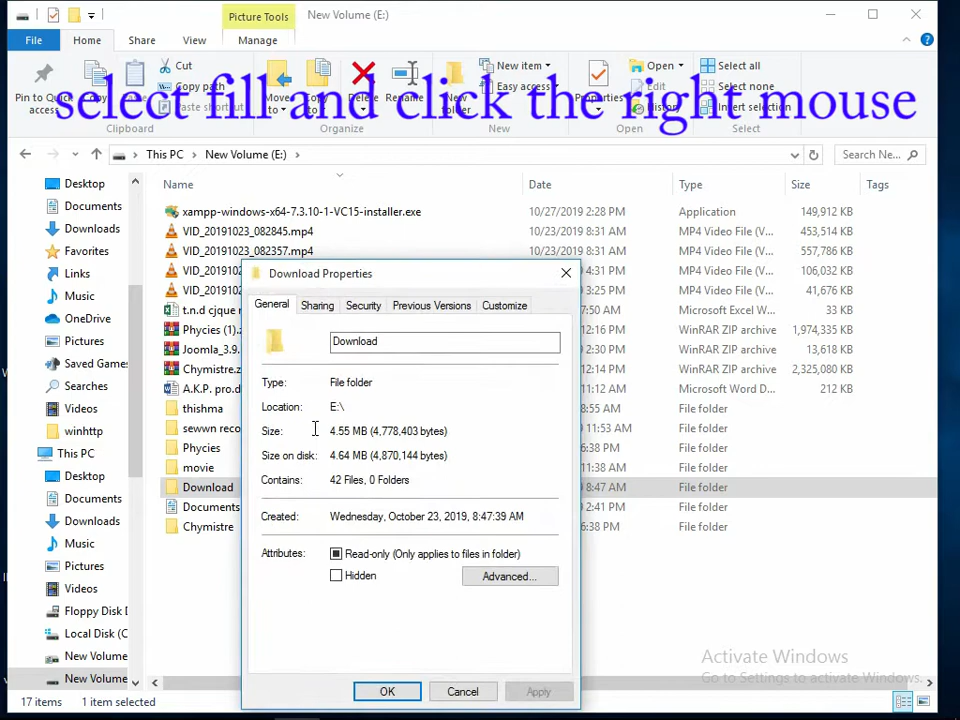 Picture Tools
New Volume (E:)
File
Home
Share
View
Manage
Pin to Quick access
Copy
Cut
Copy path
Paste shortcut
Move to
Copy to
Delete
Rename
New folder
New item
Easy access
Properties
Open
Edit
History
Select all
Select none
Insert selection
select fill and click the right mouse
Clipboard
Organize
New
Open
Select
This PC
New Volume (E:)
Search Ne...
Name
Date
Type
Size
Tags
Desktop
Documents
Downloads
Favorites
Links
Music
OneDrive
Pictures
Saved Games
Searches
Videos
winhttp
This PC
Desktop
Documents
Downloads
Music
Pictures
Videos
Floppy Disk
Local Disk (C
New Volume
New Volume
xampp-windows-x64-7.3.10-1-VC15-installer.exe 10/27/2019 2:28 PM Application 149,912 KB
VID_20191023_082845.mp4 10/23/2019 8:31 AM MP4 Video File (V... 453,514 KB
VID_20191023_082357.mp4 10/23/2019 8:31 AM MP4 Video File (V... 557,786 KB
VID_2019 4:31 PM MP4 Video File (V... 106,032 KB
VID_2019 4:31 PM MP4 Video File (V... 41,676 KB
t.n.d cjque 7:50 AM Microsoft Excel W... 33 KB
Phycies (1).z 12:16 PM WinRAR ZIP archive 1,974,335 KB
Joomla_3.9. 2:30 PM WinRAR ZIP archive 13,618 KB
Chymistre.z 12:14 PM WinRAR ZIP archive 2,325,080 KB
A.K.P. pro.d 11:12 AM Microsoft Word D... 212 KB
thishma 8:55 AM File folder
sewwn reco 11:53 AM File folder
Phycies 6:38 PM File folder
movie 11:38 AM File folder
Download 8:47 AM File folder
Documents 2:41 PM File folder
Chymistre 6:38 PM File folder
Download Properties
General
Sharing
Security
Previous Versions
Customize
Download
Type: File folder
Location: E:\
Size: 4.55 MB (4,778,403 bytes)
Size on disk: 4.64 MB (4,870,144 bytes)
Contains: 42 Files, 0 Folders
Created: Wednesday, October 23, 2019, 8:47:39 AM
Attributes: Read-only (Only applies to files in folder)
Hidden
Advanced...
OK
Cancel
Apply
Activate Windows
Go to Settings to activate Windows.
17 items
1 item selected